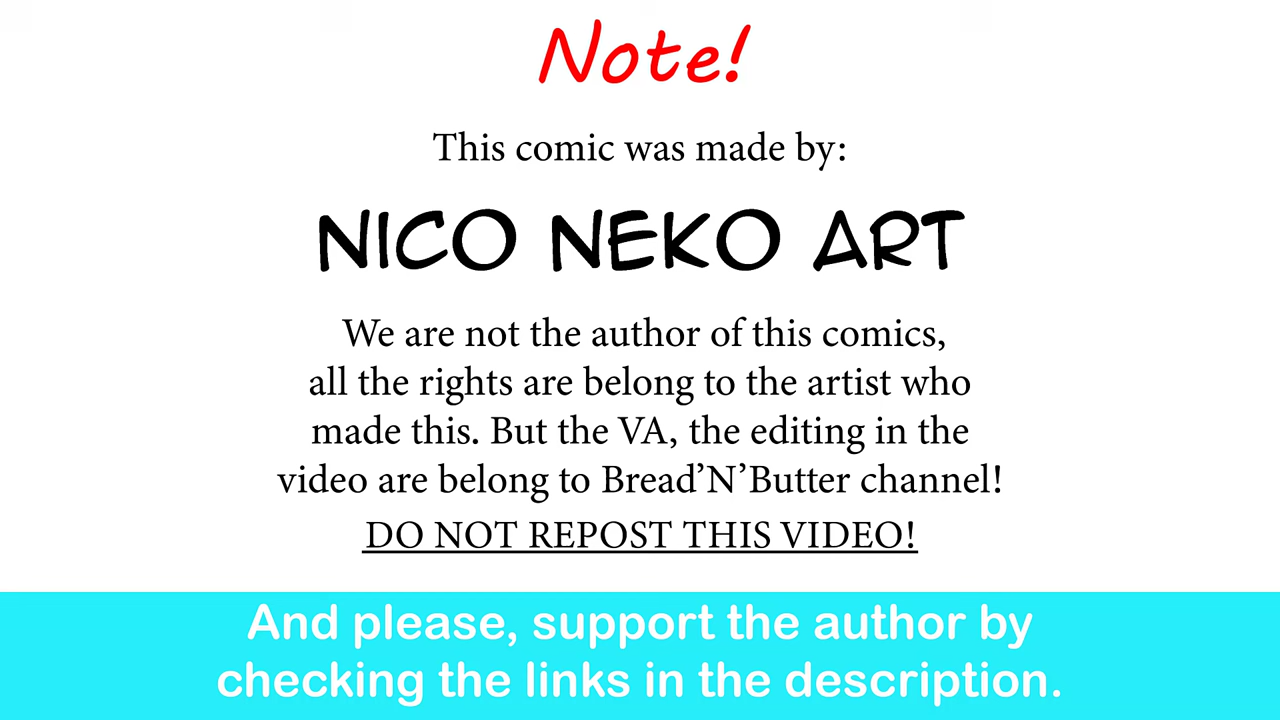 Note!
This comic was made by:
NICO NEKO ART
We are not the author of this comics,
all the rights are belong to the artist who
made this. But the VA, the editing in the
video are belong to Bread’N’Butter channel!
DO NOT REPOST THIS VIDEO!
And please, support the author by
checking the links in the description.